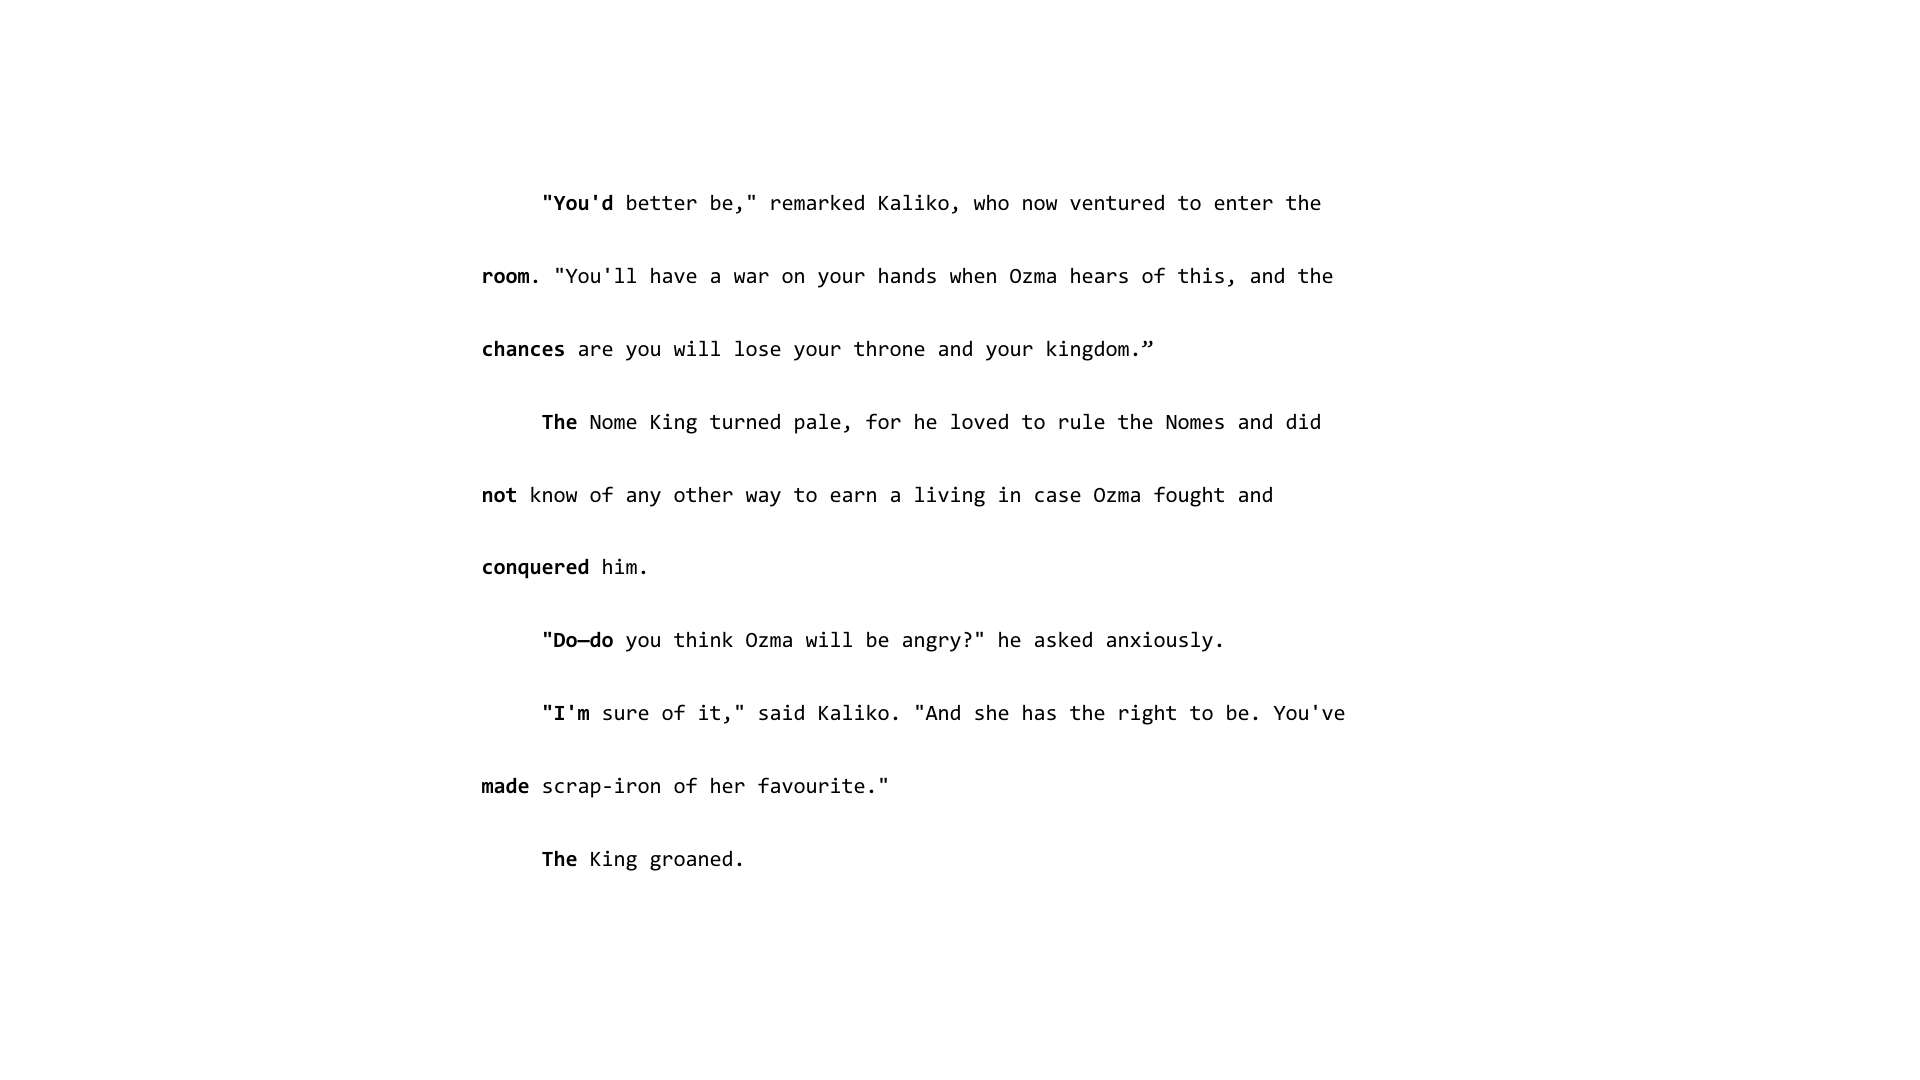 "You'd better be," remarked Kaliko, who now ventured to enter the
room. "You'll have a war on your hands when Ozma hears of this, and the
chances are you will lose your throne and your kingdom.”
The Nome King turned pale, for he loved to rule the Nomes and did
not know of any other way to earn a living in case Ozma fought and
conquered him.
"Do—do you think Ozma will be angry?" he asked anxiously.
"I'm sure of it," said Kaliko. "And she has the right to be. You've
made scrap-iron of her favourite."
The King groaned.